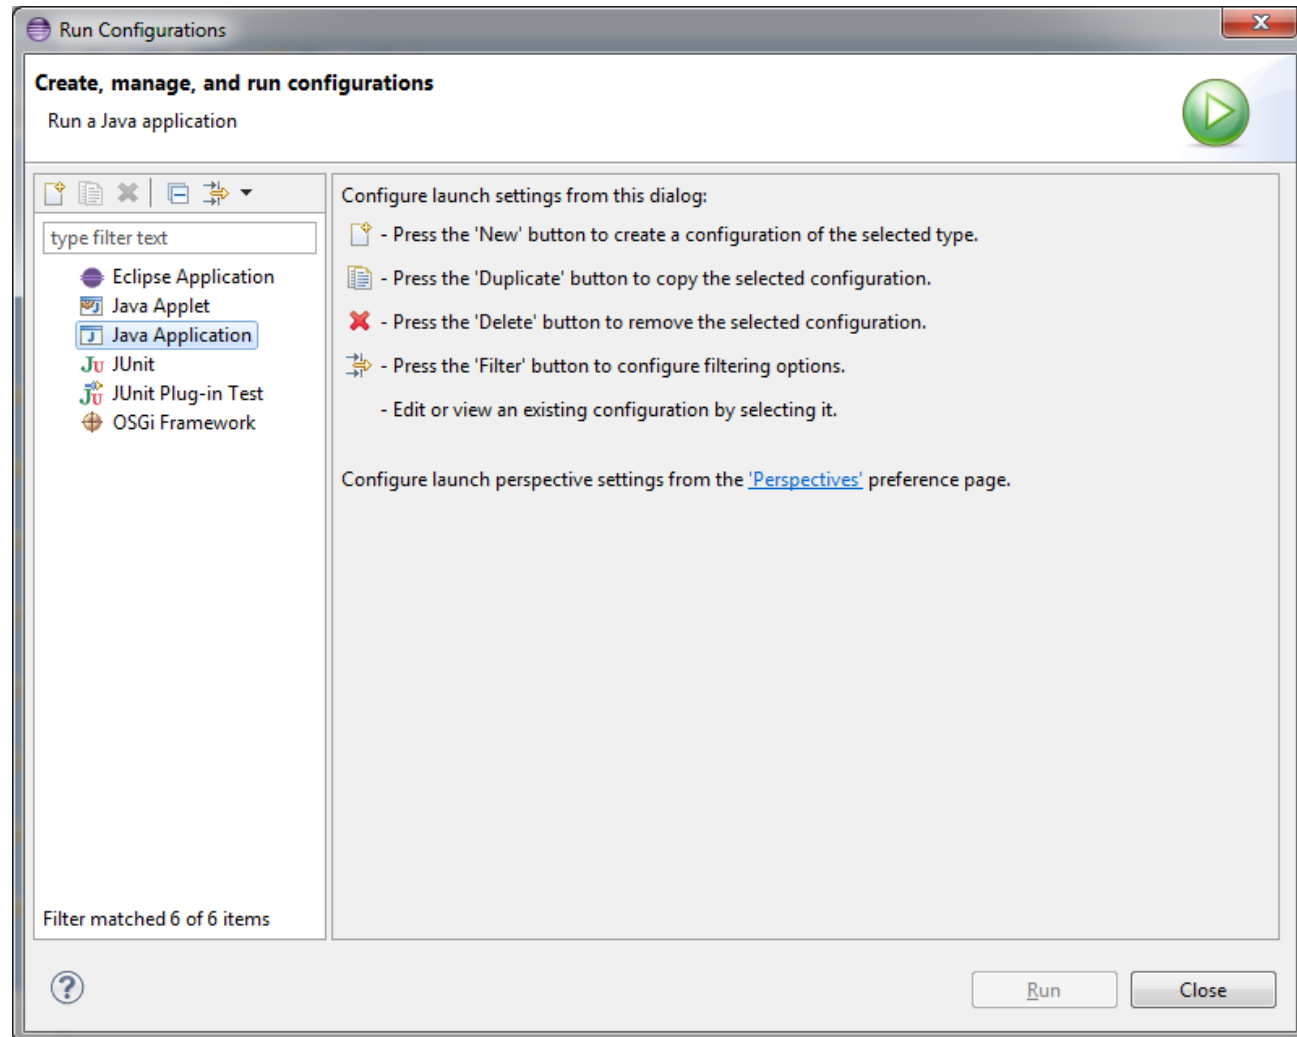 Run Configurations
Create, manage, and run configurations
Run a Java application
type filter text
Eclipse Application
Java Applet
Java Application
JUnit
JUnit Plug-in Test
OSGi Framework
Filter matched 6 of 6 items
Configure launch settings from this dialog:
- Press the 'New' button to create a configuration of the selected type.
- Press the 'Duplicate' button to copy the selected configuration.
- Press the 'Delete' button to remove the selected configuration.
- Press the 'Filter' button to configure filtering options.
- Edit or view an existing configuration by selecting it.
Configure launch perspective settings from the 'Perspectives' preference page.
Run
Close